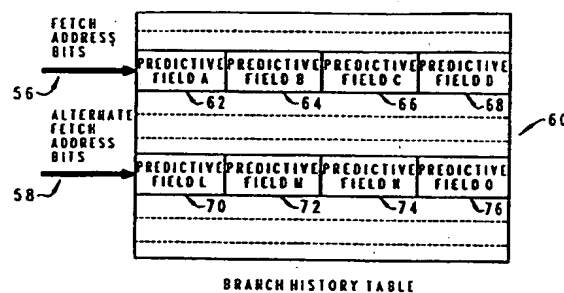 FETCH
ADDRESS
BITS
56
PREDICTIVE FIELD A PREDICTIVE FIELD B PREDICTIVE FIELD C PREDICTIVE FIELD D
62 64 66 68
60
ALTERNATE
FETCH
ADDRESS
BITS
58
PREDICTIVE FIELD L PREDICTIVE FIELD M PREDICTIVE FIELD N PREDICTIVE FIELD O
70 72 74 76
BRANCH HISTORY TABLE